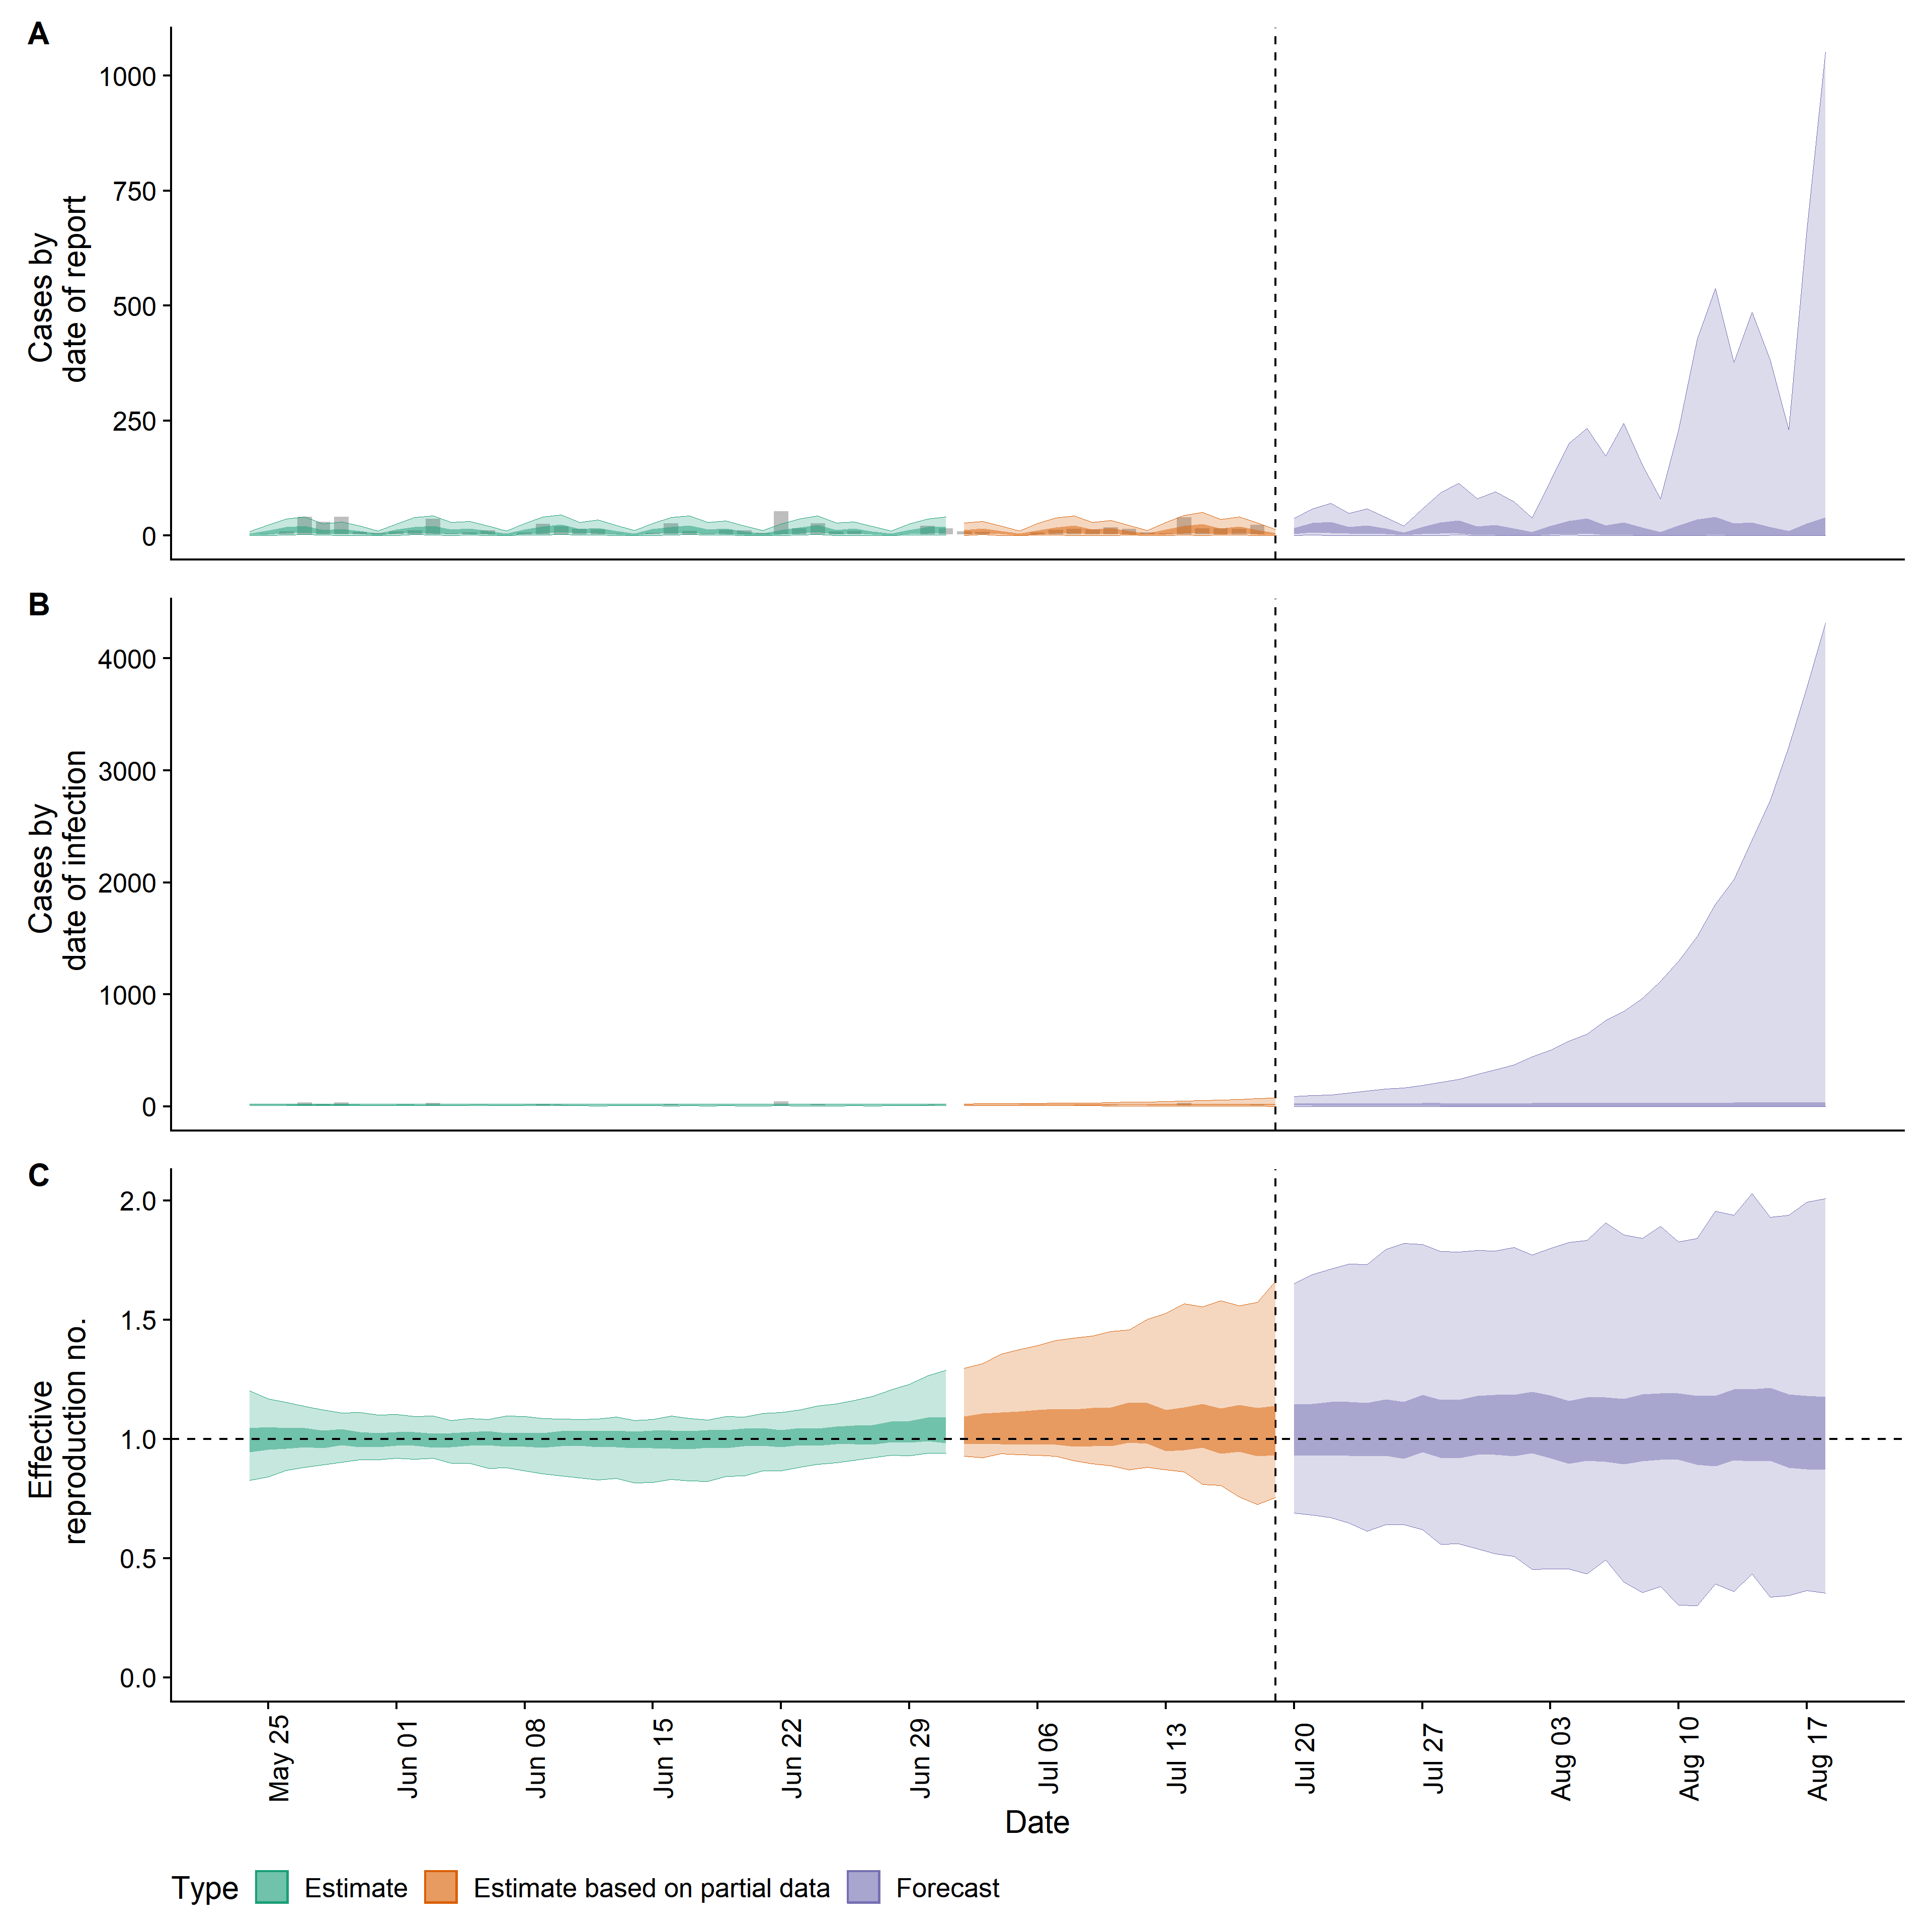 A
1000
750
500
250
0
Cases by
date of report
B
4000
3000
2000
1000
0
Cases by
date of infection
C
2.0
1.5
1.0
0.5
0.0
Effective
reproduction no.
May 25
Jun 01
Jun 08
Jun 15
Jun 22
Jun 29
Jul 06
Jul 13
Jul 20
Jul 27
Aug 03
Aug 10
Aug 17
Date
Type Estimate Estimate based on partial data Forecast